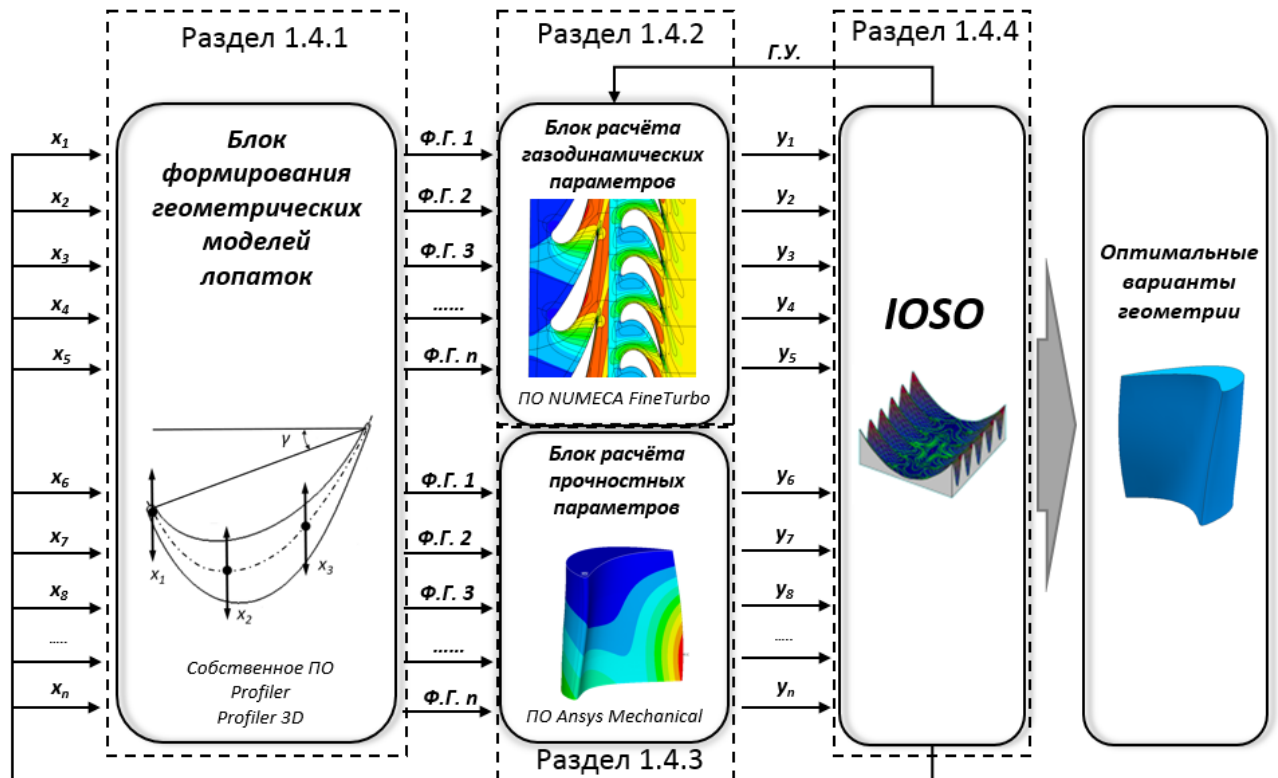 Раздел 1.4.1
Раздел 1.4.2
Раздел 1.4.4
Г.У.
x1
x2
x3
x4
x5
x6
x7
x8
.....
xn
Блок
формирования
геометрических
моделей
лопаток
γ
x1
x2
x3
Собственное ПО
Profiler
Profiler 3D
Ф.Г. 1
Ф.Г. 2
Ф.Г. 3
......
Ф.Г. n
Ф.Г. 1
Ф.Г. 2
Ф.Г. 3
......
Ф.Г. n
Блок расчёта
газодинамических
параметров
ПО NUMECA FineTurbo
Блок расчёта
прочностных
параметров
ПО Ansys Mechanical
Раздел 1.4.3
y1
y2
y3
y4
y5
y6
y7
y8
.....
yn
IOSO
Оптимальные
варианты
геометрии